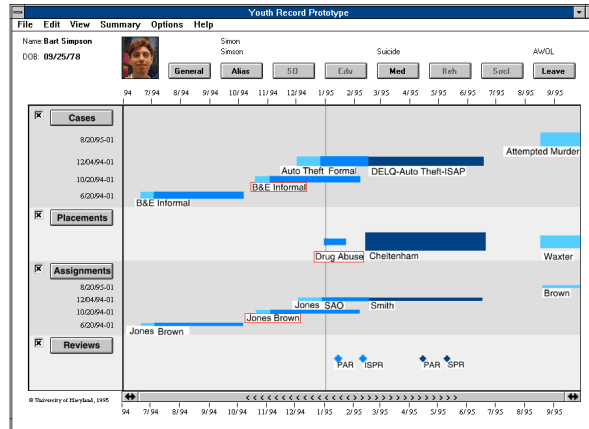 Youth Record Prototype
File Edit View Summary Options Help
Name: Bart Simpson
DOB: 09/25/78
Simon
Simson
Suicide
AWOL
General Alias SO Edu Med Beh Socl Leave
94 7/94 8/94 9/94 10/94 11/94 12/94 1/95 2/95 3/95 4/95 5/95 6/95 7/95 8/95 9/95
Cases
8/20/95-01
Attempted Murder
12/04/94-01
Auto Theft Formal DELQ-Auto Theft-ISAP
10/20/94-01
B&E Informal
6/20/94-01
B&E Informal
Placements
Drug Abuse Cheltenham Waxter
Assignments
8/20/95-01
Brown
12/04/94-01
Jones SAO Smith
10/20/94-01
Jones Brown
6/20/94-01
Jones Brown
Reviews
PAR ISPR PAR SPR
© University of Maryland, 1995
<<<<<<<<<<<<<<<<>>>>>>>>>>>>>>>>
94 7/94 8/94 9/94 10/94 11/94 12/94 1/95 2/95 3/95 4/95 5/95 6/95 7/95 8/95 9/95